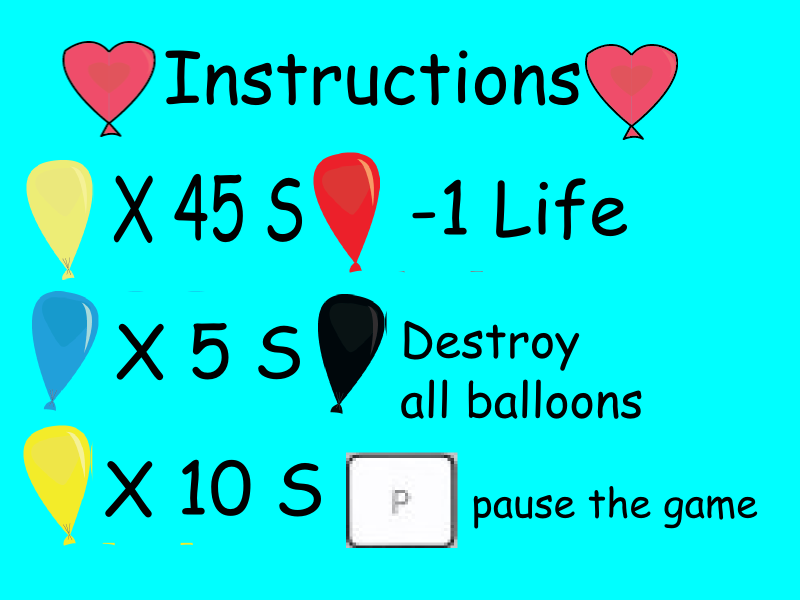 Instructions
X 45 S -1 Life
X 5 S Destroy
all balloons
X 10 S P pause the game